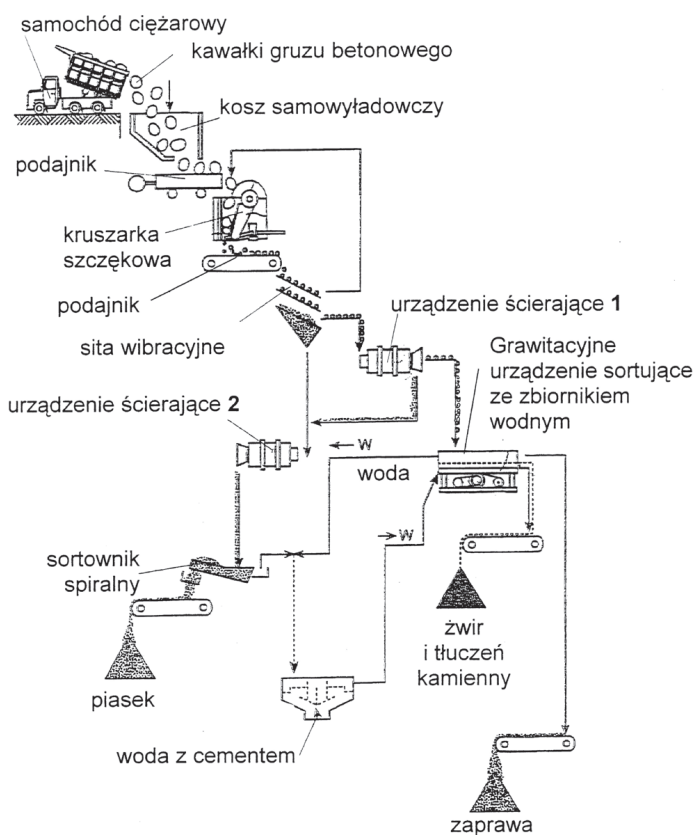 samochód ciężarowy
kawałki gruzu betonowego
kosz samowyładowczy
podajnik
kruszarka
szczękowa
podajnik
sita wibracyjne
urządzenie ścierające 1
Grawitacyjne
urządzenie sortujące
ze zbiornikiem
wodnym
urządzenie ścierające 2
W
woda
W
sortownik
spiralny
piasek
żwir
i tłuczeń
kamienny
woda z cementem
zaprawa